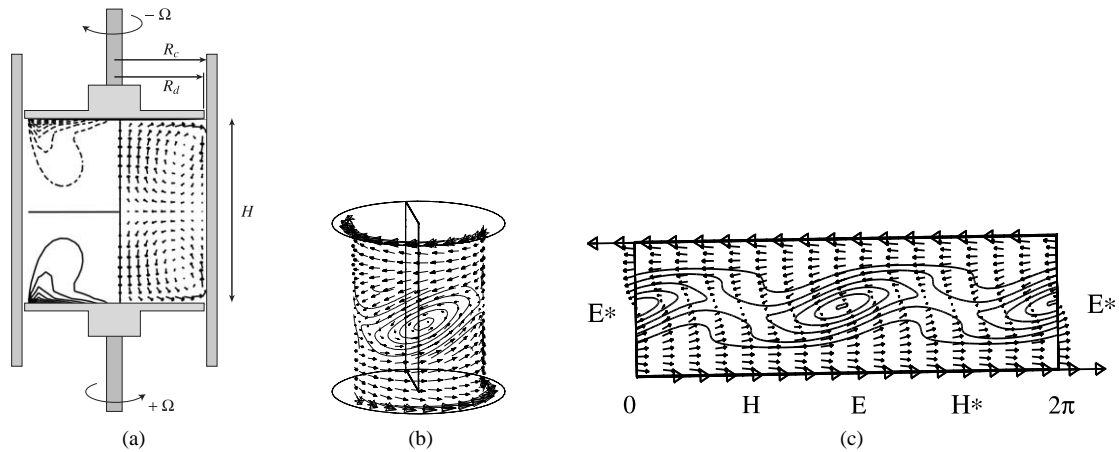 − Ω
R_c
R_d
H
+ Ω
(a)
(b)
E*
E*
0
H
E
H*
2π
(c)